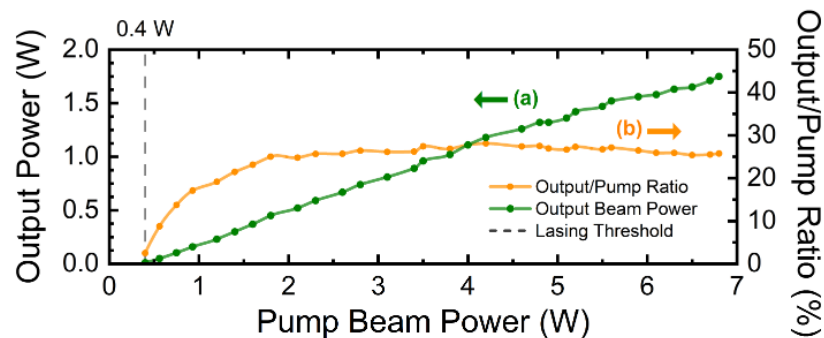 0.4 W
Output Power (W)
2.0
1.5
1.0
0.5
0.0
(a)
(b)
Output/Pump Ratio
Output Beam Power
Lasing Threshold
50
40
30
20
10
0
Output/Pump
Ratio (%)
0 1 2 3 4 5 6 7
Pump Beam Power (W)